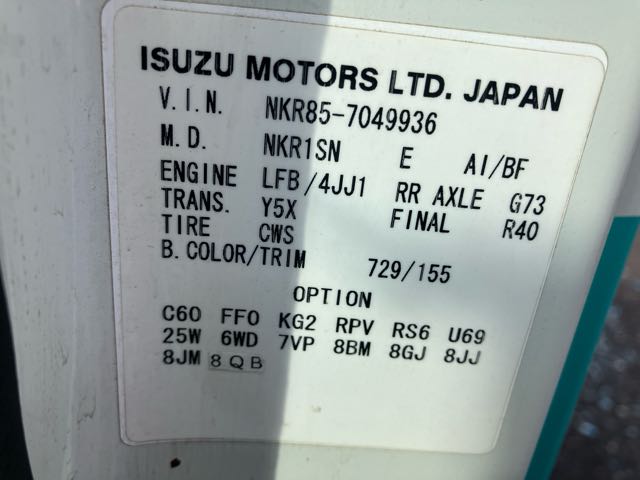 ISUZU MOTORS LTD. JAPAN
V.I.N. NKR85-7049936
M.D. NKR1SN E AI/BF
ENGINE LFB/4JJ1 RR AXLE G73
TRANS. Y5X FINAL R40
TIRE CWS
B.COLOR/TRIM 729/155
OPTION
C60 FF0 KG2 RPV RS6 U69
25W 6WD 7VP 8BM 8GJ 8JJ
8JM 8QB